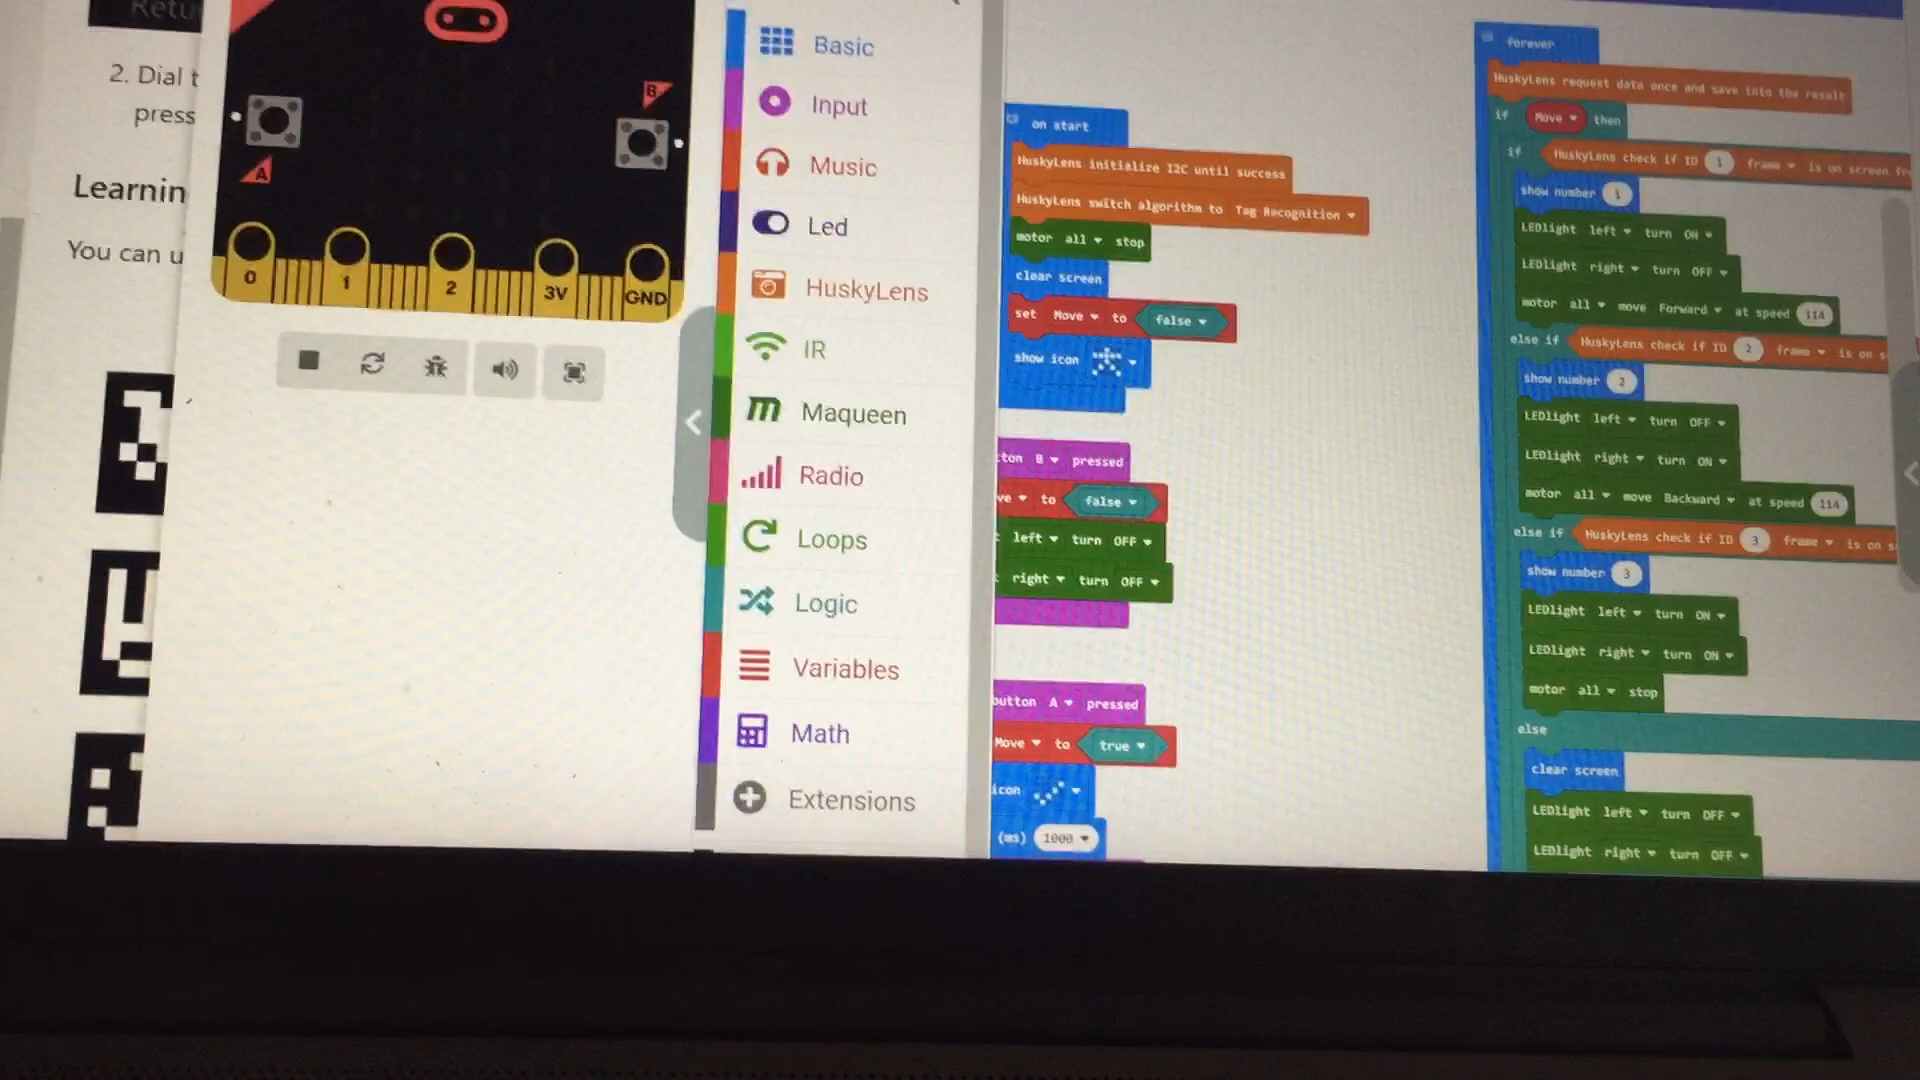 Retu
2. Dial t
press
Learnin
You can u
A
B
0
1
2
3V
GND
Basic
Input
Music
Led
HuskyLens
IR
Maqueen
Radio
Loops
Logic
Variables
Math
Extensions
on start
HuskyLens initialize I2C until success
HuskyLens switch algorithm to Tag Recognition
motor all stop
clear screen
set Move to false
show icon
ton B pressed
ve to false
left turn OFF
right turn OFF
button A pressed
Move to true
icon
(ms) 1000
forever
HuskyLens request data once and save into the result
if Move then
if HuskyLens check if ID 1 frame is on screen fr
show number 1
LEDlight left turn ON
LEDlight right turn OFF
motor all move Forward at speed 114
else if HuskyLens check if ID 2 frame is on s
show number 2
LEDlight left turn OFF
LEDlight right turn ON
motor all move Backward at speed 114
else if HuskyLens check if ID 3 frame is on s
show number 3
LEDlight left turn ON
LEDlight right turn ON
motor all stop
else
clear screen
LEDlight left turn OFF
LEDlight right turn OFF